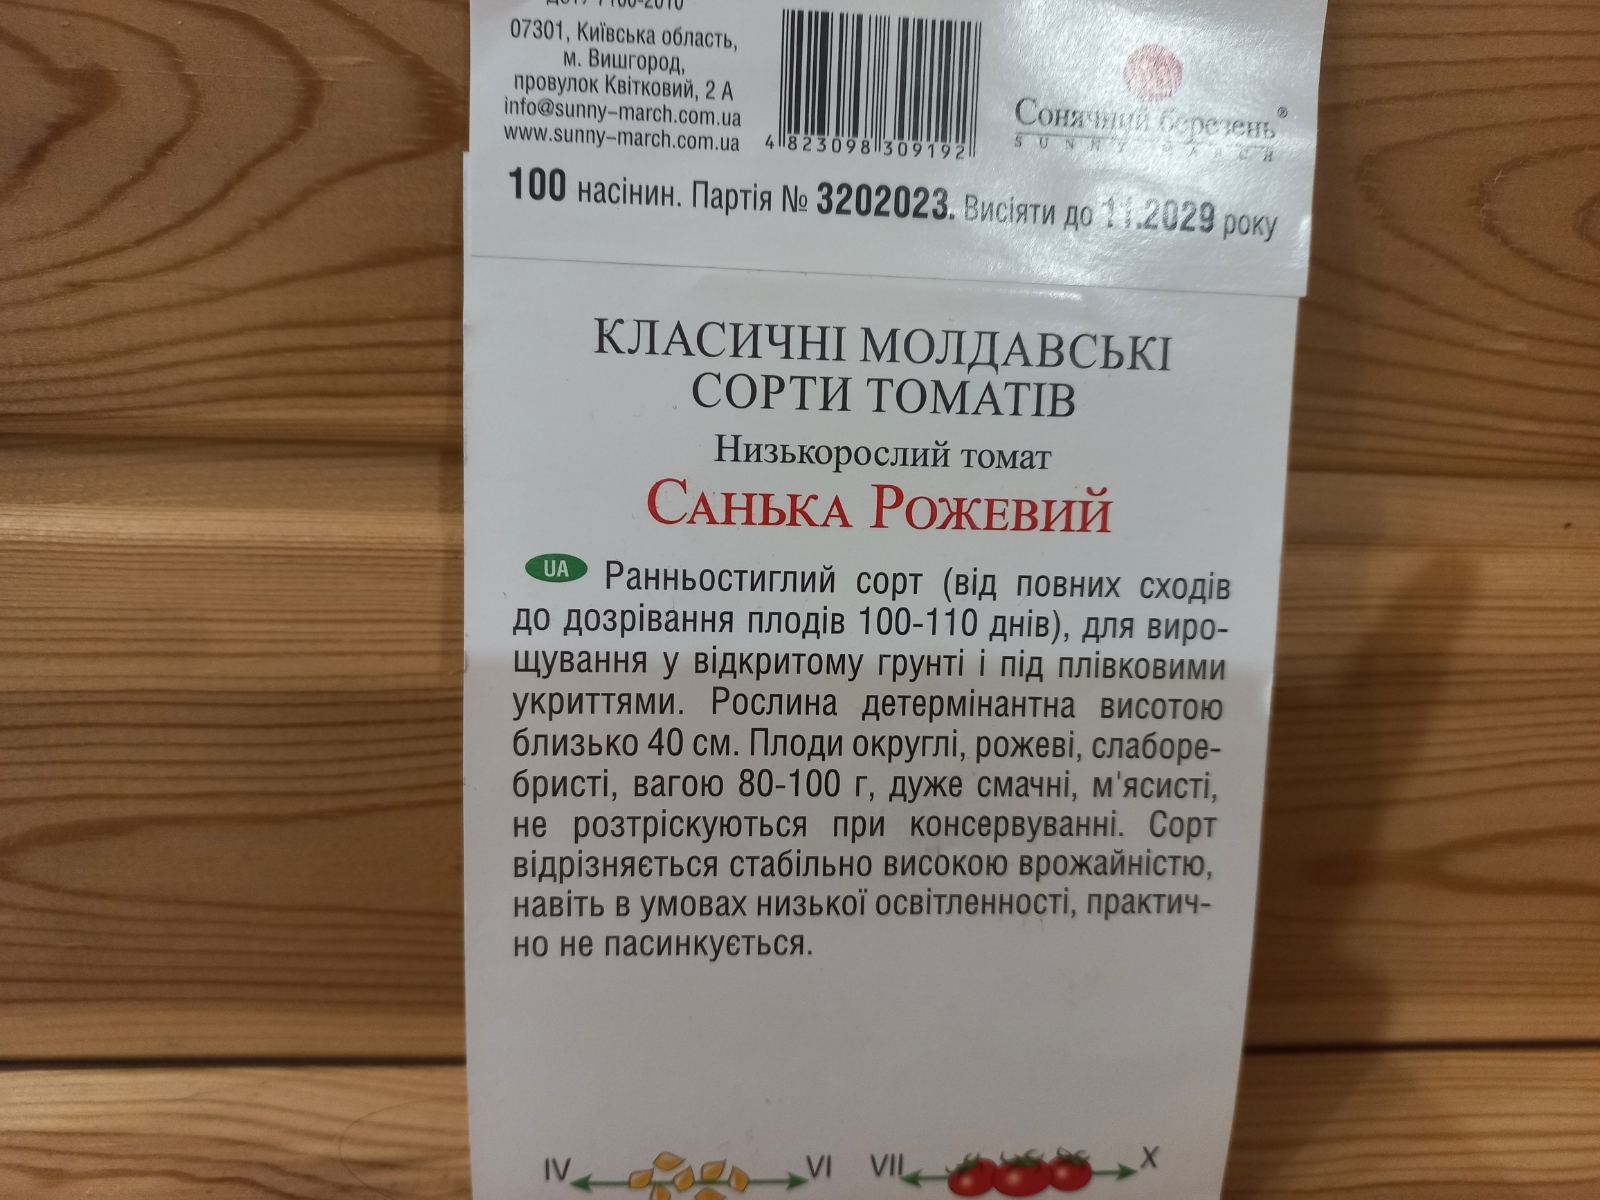 07301, Київська область,
м. Вишгород,
провулок Квітковий, 2 А
info@sunny-march.com.ua
www.sunny-march.com.ua
4 823098 309192
Сонячний березень®
SUNNY MARCH
100 насінин. Партія № 3202023. Висіяти до 11.2029 року
КЛАСИЧНІ МОЛДАВСЬКІ
СОРТИ ТОМАТІВ
Низькорослий томат
САНЬКА РОЖЕВИЙ
UA Ранньостиглий сорт (від повних сходів
до дозрівання плодів 100-110 днів), для виро-
щування у відкритому грунті і під плівковими
укриттями. Рослина детермінантна висотою
близько 40 см. Плоди округлі, рожеві, слаборе-
бристі, вагою 80-100 г, дуже смачні, м'ясисті,
не розтріскуються при консервуванні. Сорт
відрізняється стабільно високою врожайністю,
навіть в умовах низької освітленності, практич-
но не пасинкується.
IV VI VII X